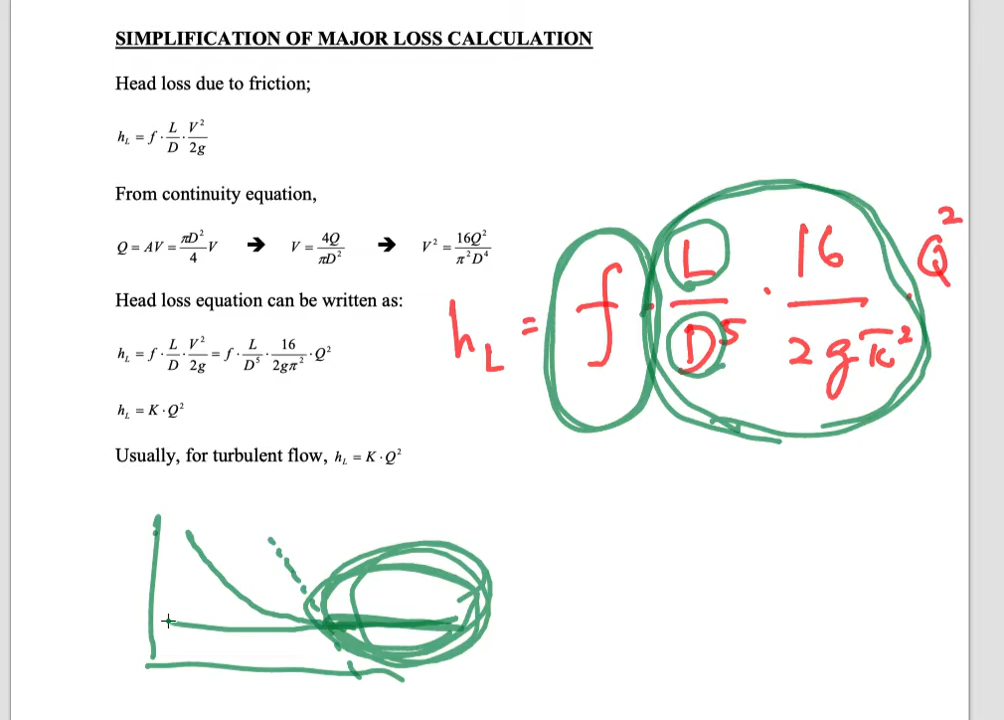 SIMPLIFICATION OF MAJOR LOSS CALCULATION
Head loss due to friction;
h_L = f · L/D · V²/2g
From continuity equation,
Q = AV = πD²/4 V ➔ V = 4Q/πD² ➔ V² = 16Q²/π²D⁴
Head loss equation can be written as:
h_L = f · L/D · V²/2g = f · L/D⁵ · 16/2gπ² · Q²
h_L = K · Q²
Usually, for turbulent flow, h_L = K · Q²
h_L = f · L/D⁵ · 16/2gπ² · Q²